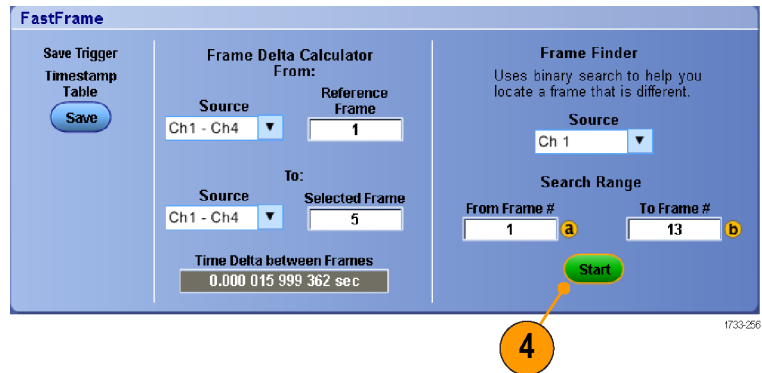 FastFrame
Save Trigger
Timestamp
Table
Save
Frame Delta Calculator
From:
Source
Reference
Frame
Ch1 - Ch4
1
To:
Source
Selected Frame
Ch1 - Ch4
5
Time Delta between Frames
0.000 015 999 362 sec
Frame Finder
Uses binary search to help you
locate a frame that is different.
Source
Ch 1
Search Range
From Frame #
To Frame #
1
a
13
b
Start
4
1733-256